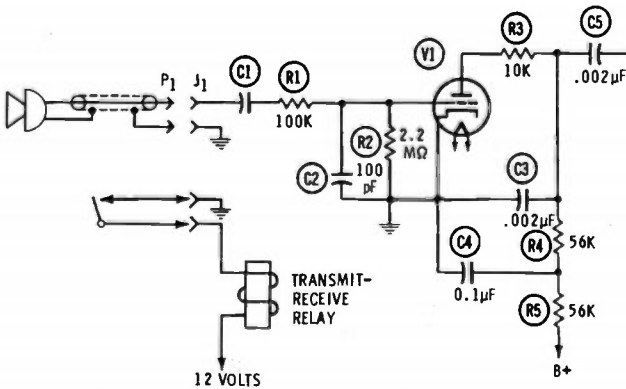 R3
C5
V1
10K
.002µF
P1
J1
C1
R1
100K
R2
2.2
MΩ
C2
100
pF
C3
.002µF
R4
56K
C4
0.1µF
R5
56K
B+
TRANSMIT-
RECEIVE
RELAY
12 VOLTS